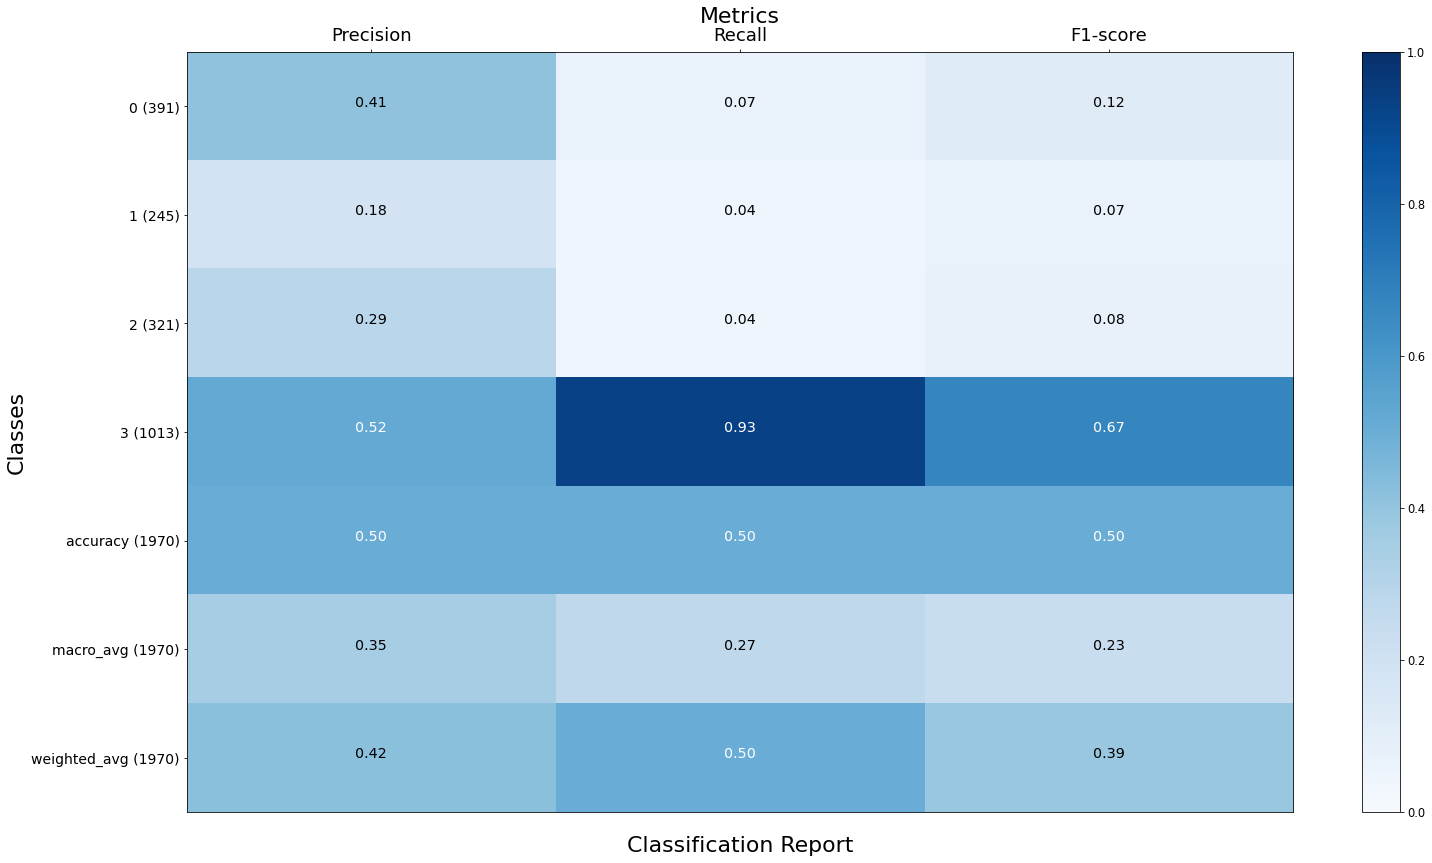 Metrics
Precision Recall F1-score
0 (391) 0.41 0.07 0.12
1 (245) 0.18 0.04 0.07
2 (321) 0.29 0.04 0.08
3 (1013) 0.52 0.93 0.67
accuracy (1970) 0.50 0.50 0.50
macro_avg (1970) 0.35 0.27 0.23
weighted_avg (1970) 0.42 0.50 0.39
Classes
Classification Report
1.0
0.8
0.6
0.4
0.2
0.0